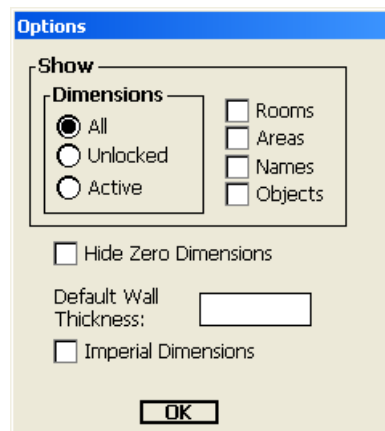 Options
Show
Dimensions
All
Unlocked
Active
Rooms
Areas
Names
Objects
Hide Zero Dimensions
Default Wall
Thickness:
Imperial Dimensions
OK